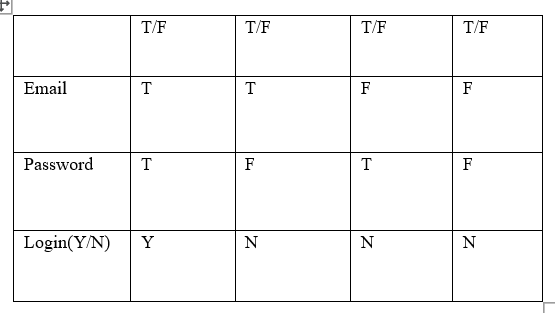 T/F T/F T/F T/F
Email T T F F
Password T F T F
Login(Y/N) Y N N N